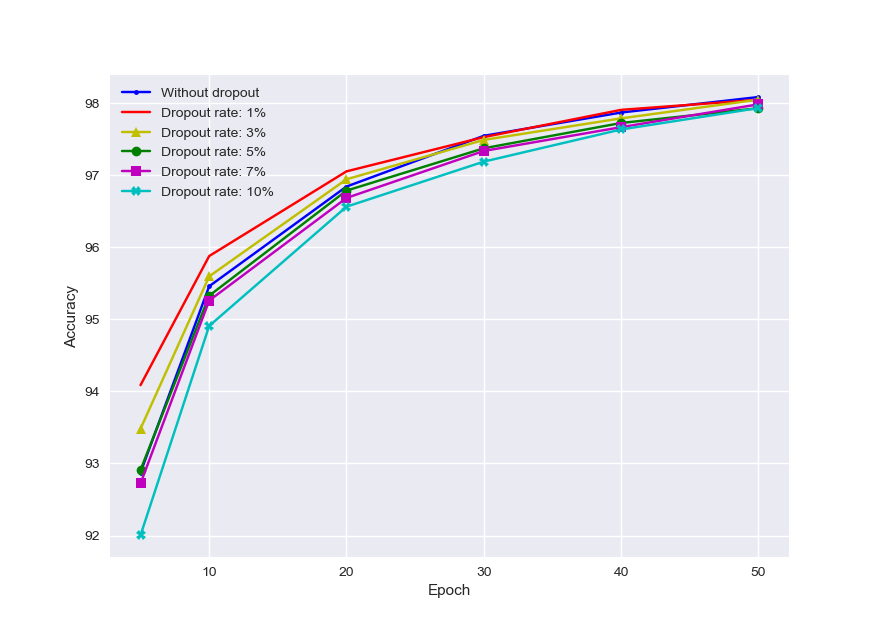 Without dropout
Dropout rate: 1%
Dropout rate: 3%
Dropout rate: 5%
Dropout rate: 7%
Dropout rate: 10%
98
97
96
95
94
93
92
Accuracy
10 20 30 40 50
Epoch